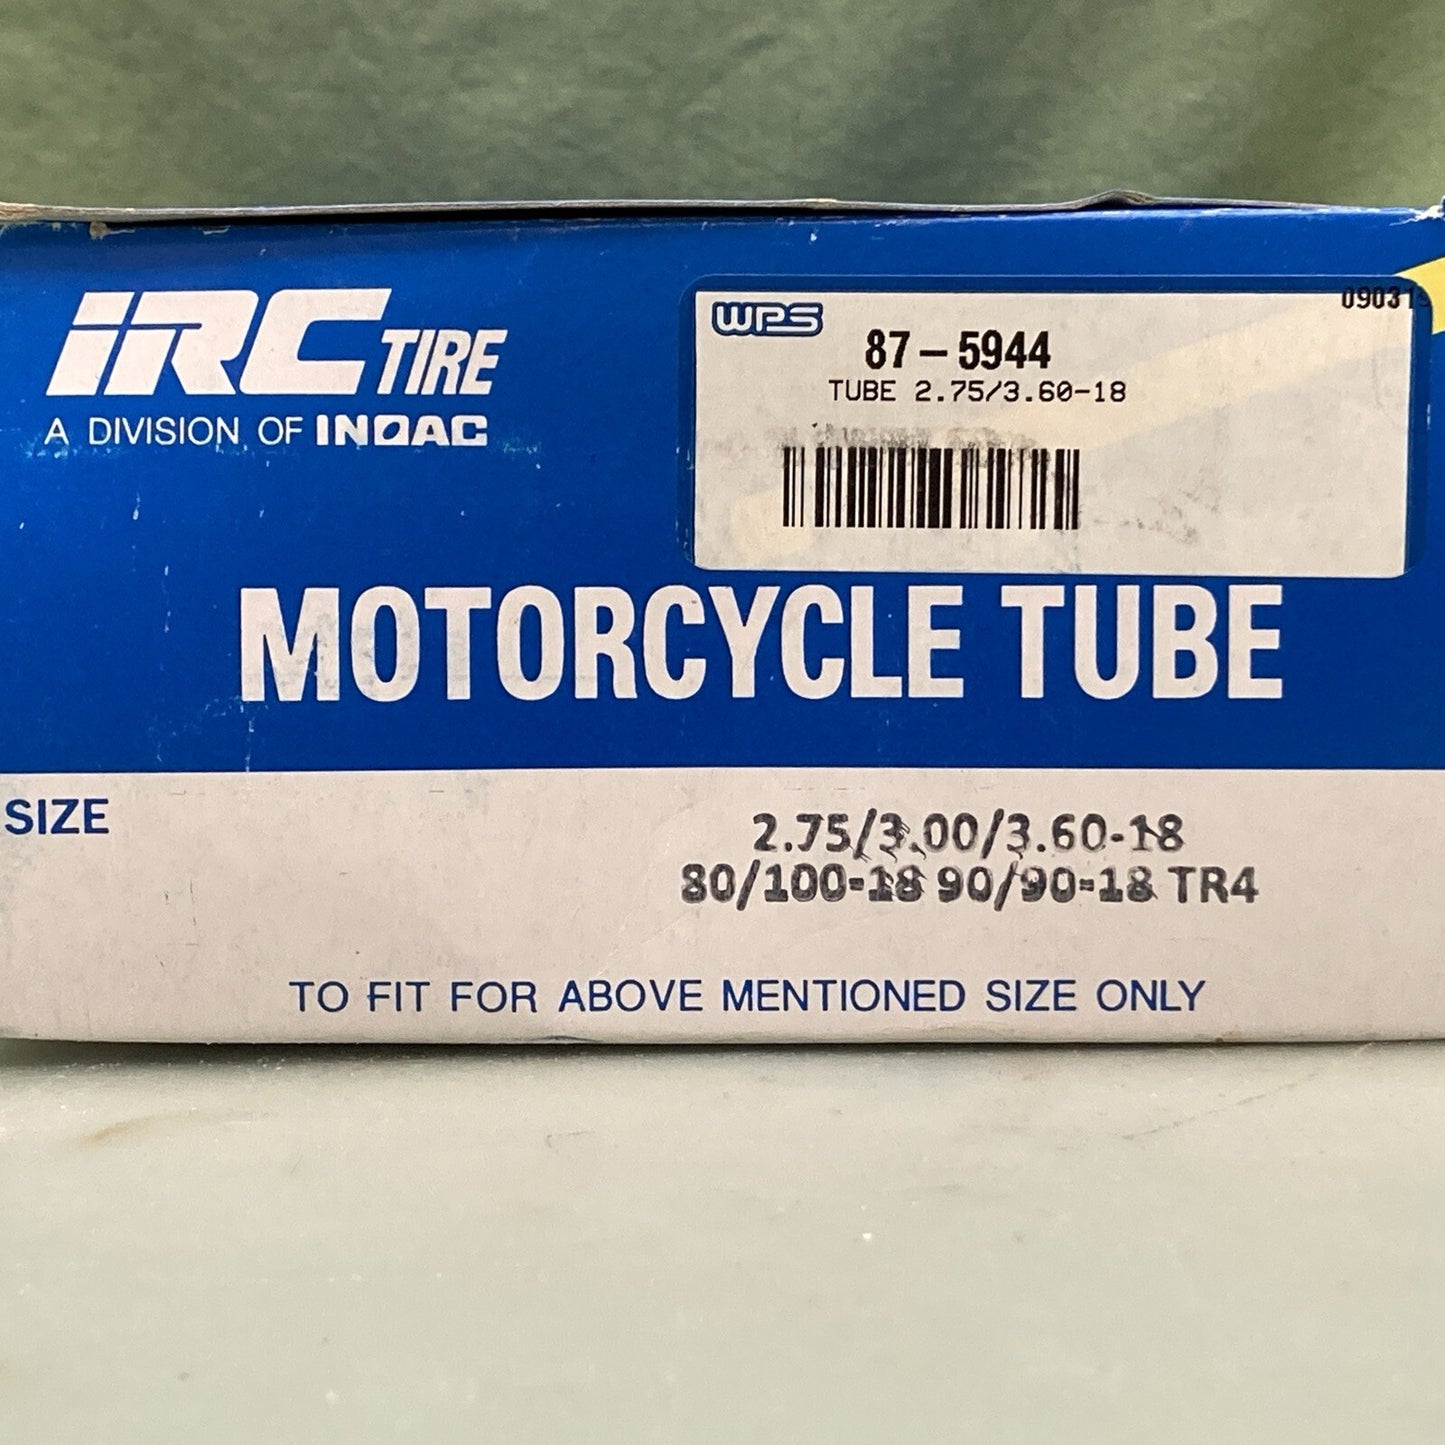 IRC TIRE
A DIVISION OF INOAC
WPS
87-5944
TUBE 2.75/3.60-18
MOTORCYCLE TUBE
SIZE
2.75/3.00/3.60-18
80/100-18 90/90-18 TR4
TO FIT FOR ABOVE MENTIONED SIZE ONLY